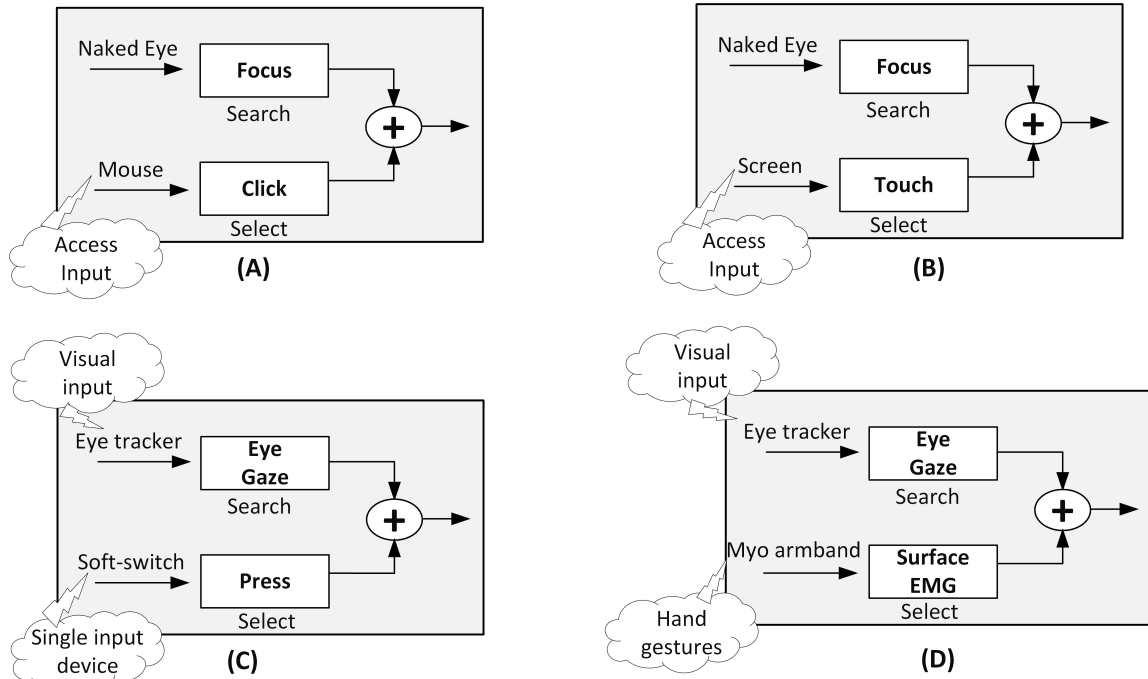 Naked Eye
Focus
Search
+
Mouse
Click
Select
Access
Input
(A)
Naked Eye
Focus
Search
+
Screen
Touch
Select
Access
Input
(B)
Visual
input
Eye tracker
Eye
Gaze
Search
+
Soft-switch
Press
Select
Single input
device
(C)
Visual
input
Eye tracker
Eye
Gaze
Search
+
Myo armband
Surface
EMG
Select
Hand
gestures
(D)